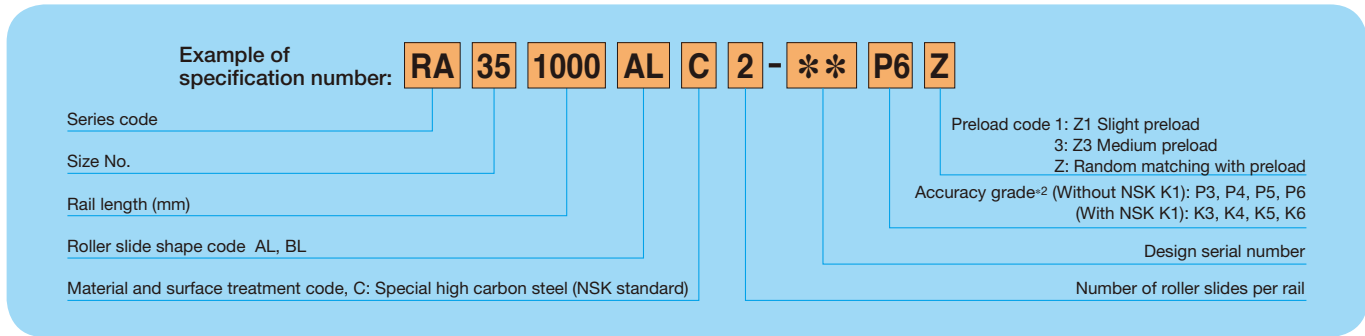 Example of
specification number: RA 35 1000 AL C 2 - ** P6 Z
Series code
Size No.
Rail length (mm)
Roller slide shape code AL, BL
Material and surface treatment code, C: Special high carbon steel (NSK standard)
Preload code 1: Z1 Slight preload
3: Z3 Medium preload
Z: Random matching with preload
Accuracy grade*2 (Without NSK K1): P3, P4, P5, P6
(With NSK K1): K3, K4, K5, K6
Design serial number
Number of roller slides per rail